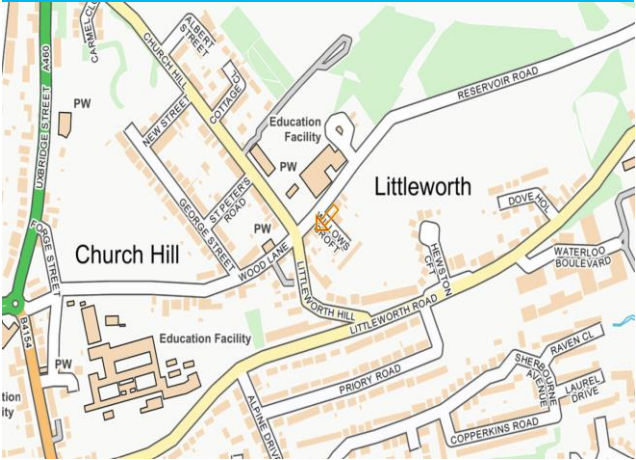 A460
UXBRIDGE STREET
CARMEL CLO
CHURCH HILL
ALBERT
STREET
COTTAGE CL
NEW STREET
PW
Education
Facility
RESERVOIR ROAD
PW
Littleworth
ST PETER'S
ROAD
GEORGE STREET
PW
DOVE HOL
FORGE STREET
Church Hill
WOOD LANE
HEWSTON
CFT
WATERLOO
BOULEVARD
LITTLEWORTH HILL
LITTLEWORTH ROAD
B4154
Education Facility
PW
PRIORY ROAD
ALPINE DRIVE
SHERBOURNE
AVENUE
RAVEN CL
LAUREL
DRIVE
COPPERKINS ROAD